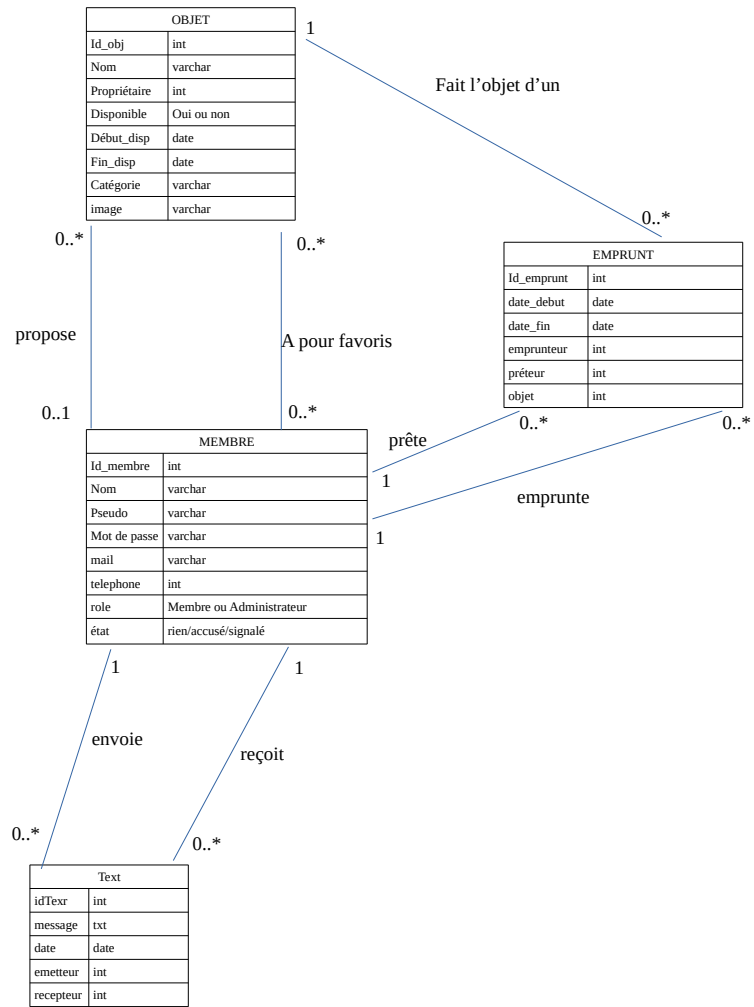 OBJET
Id_obj int
Nom varchar
Propriétaire int
Disponible Oui ou non
Début_disp date
Fin_disp date
Catégorie varchar
image varchar
1
Fait l'objet d'un
0..*
EMPRUNT
Id_emprunt int
date_debut date
date_fin date
emprunteur int
préteur int
objet int
0..*
0..*
propose
A pour favoris
0..1
0..*
0..*
0..*
prête
1
emprunte
1
MEMBRE
Id_membre int
Nom varchar
Pseudo varchar
Mot de passe varchar
mail varchar
telephone int
role Membre ou Administrateur
état rien/accusé/signalé
1
1
envoie
reçoit
0..*
0..*
Text
idTexr int
message txt
date date
emetteur int
recepteur int